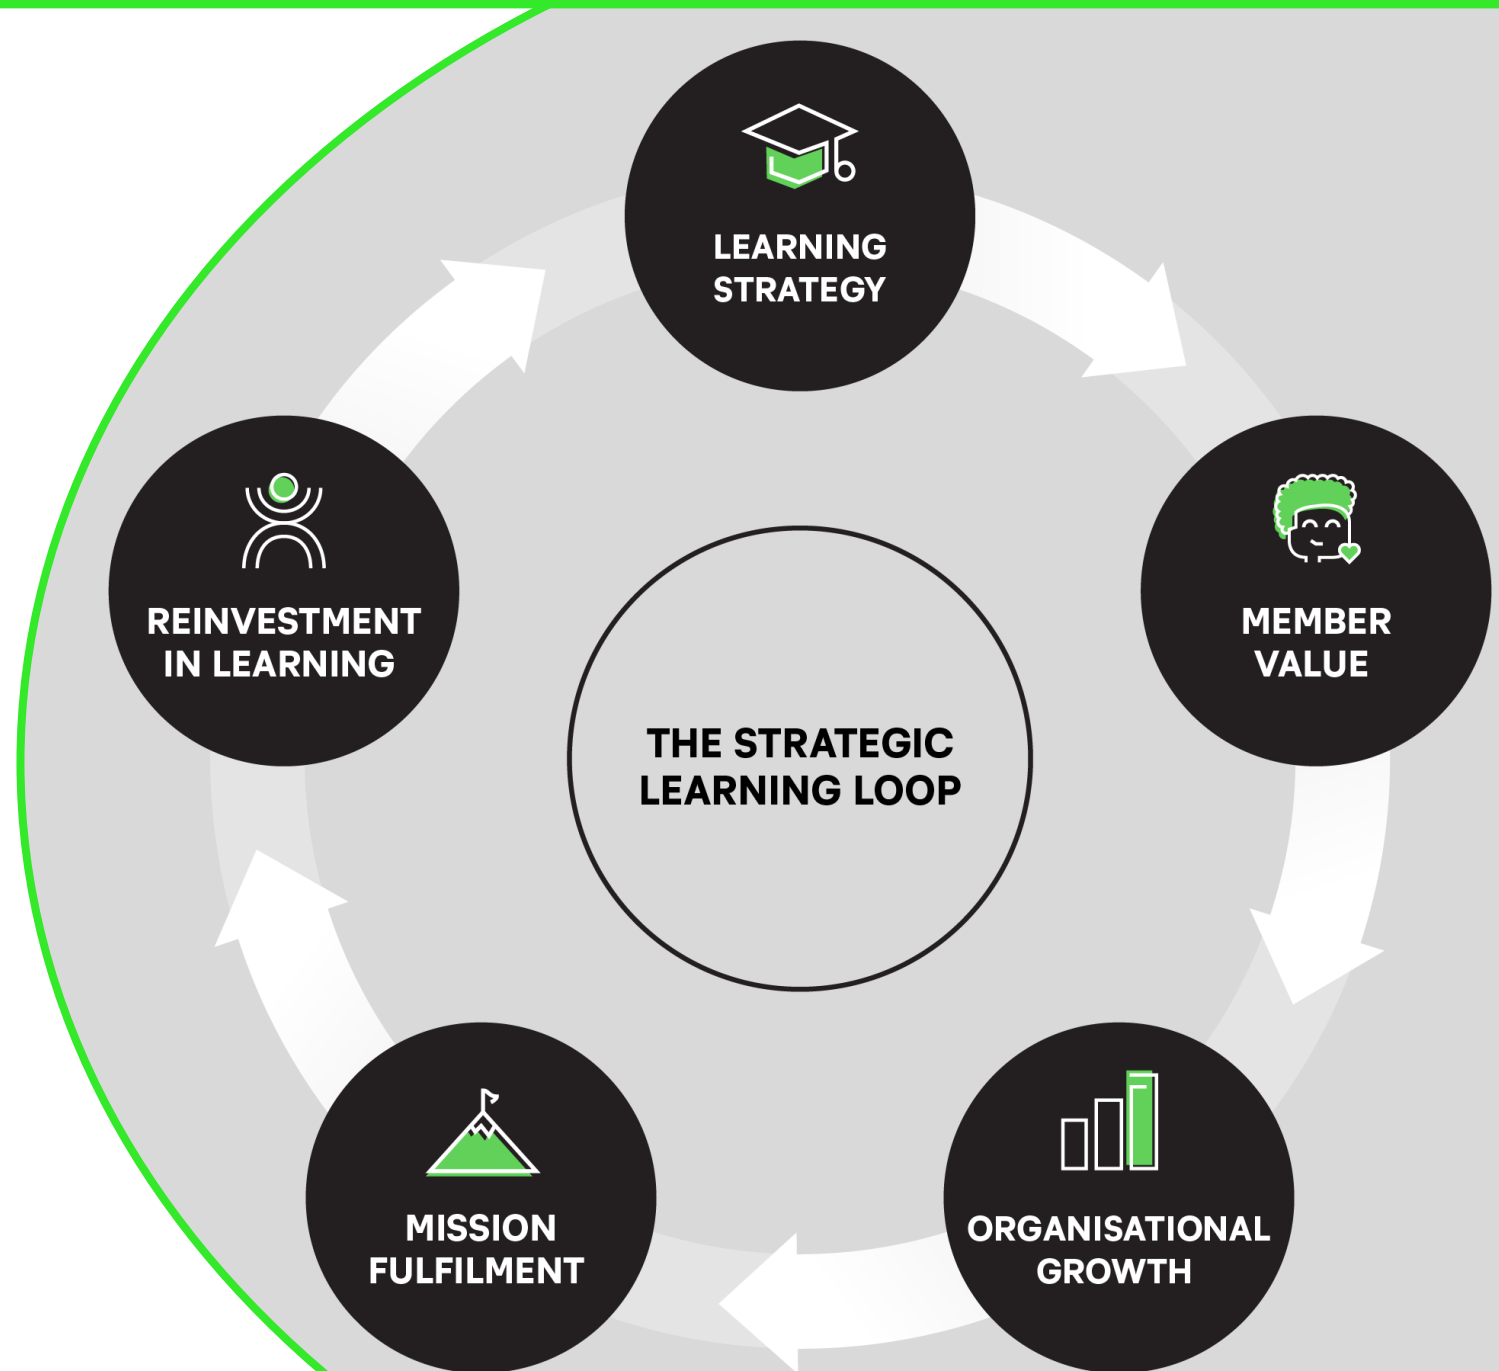 LEARNING
STRATEGY
MEMBER
VALUE
ORGANISATIONAL
GROWTH
MISSION
FULFILMENT
REINVESTMENT
IN LEARNING
THE STRATEGIC
LEARNING LOOP